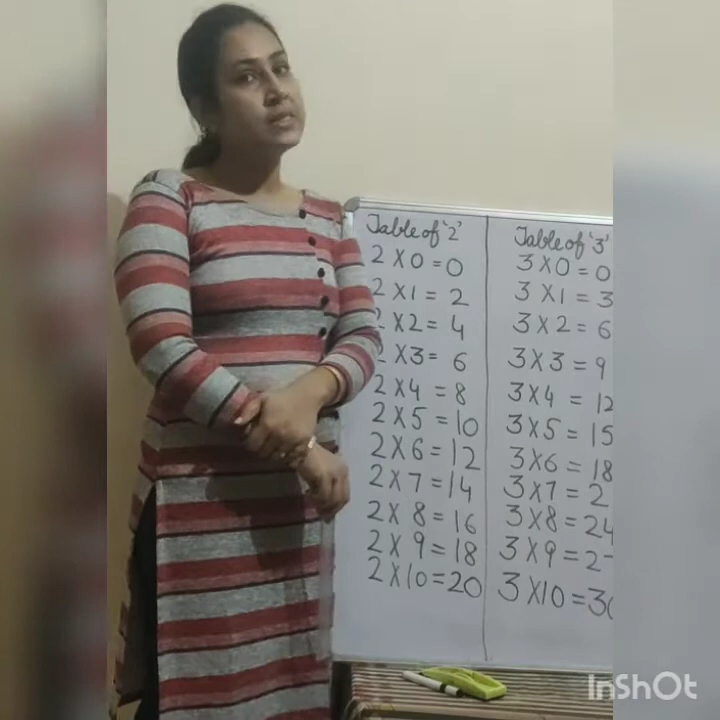 Table of '2'
2 X 0 = 0
2 X 1 = 2
2 X 2 = 4
2 X 3 = 6
2 X 4 = 8
2 X 5 = 10
2 X 6 = 12
2 X 7 = 14
2 X 8 = 16
2 X 9 = 18
2 X 10 = 20
Table of '3'
3 X 0 = 0
3 X 1 = 3
3 X 2 = 6
3 X 3 = 9
3 X 4 = 12
3 X 5 = 15
3 X 6 = 18
3 X 7 = 2
3 X 8 = 24
3 X 9 = 2
3 X 10 = 30
InShOt